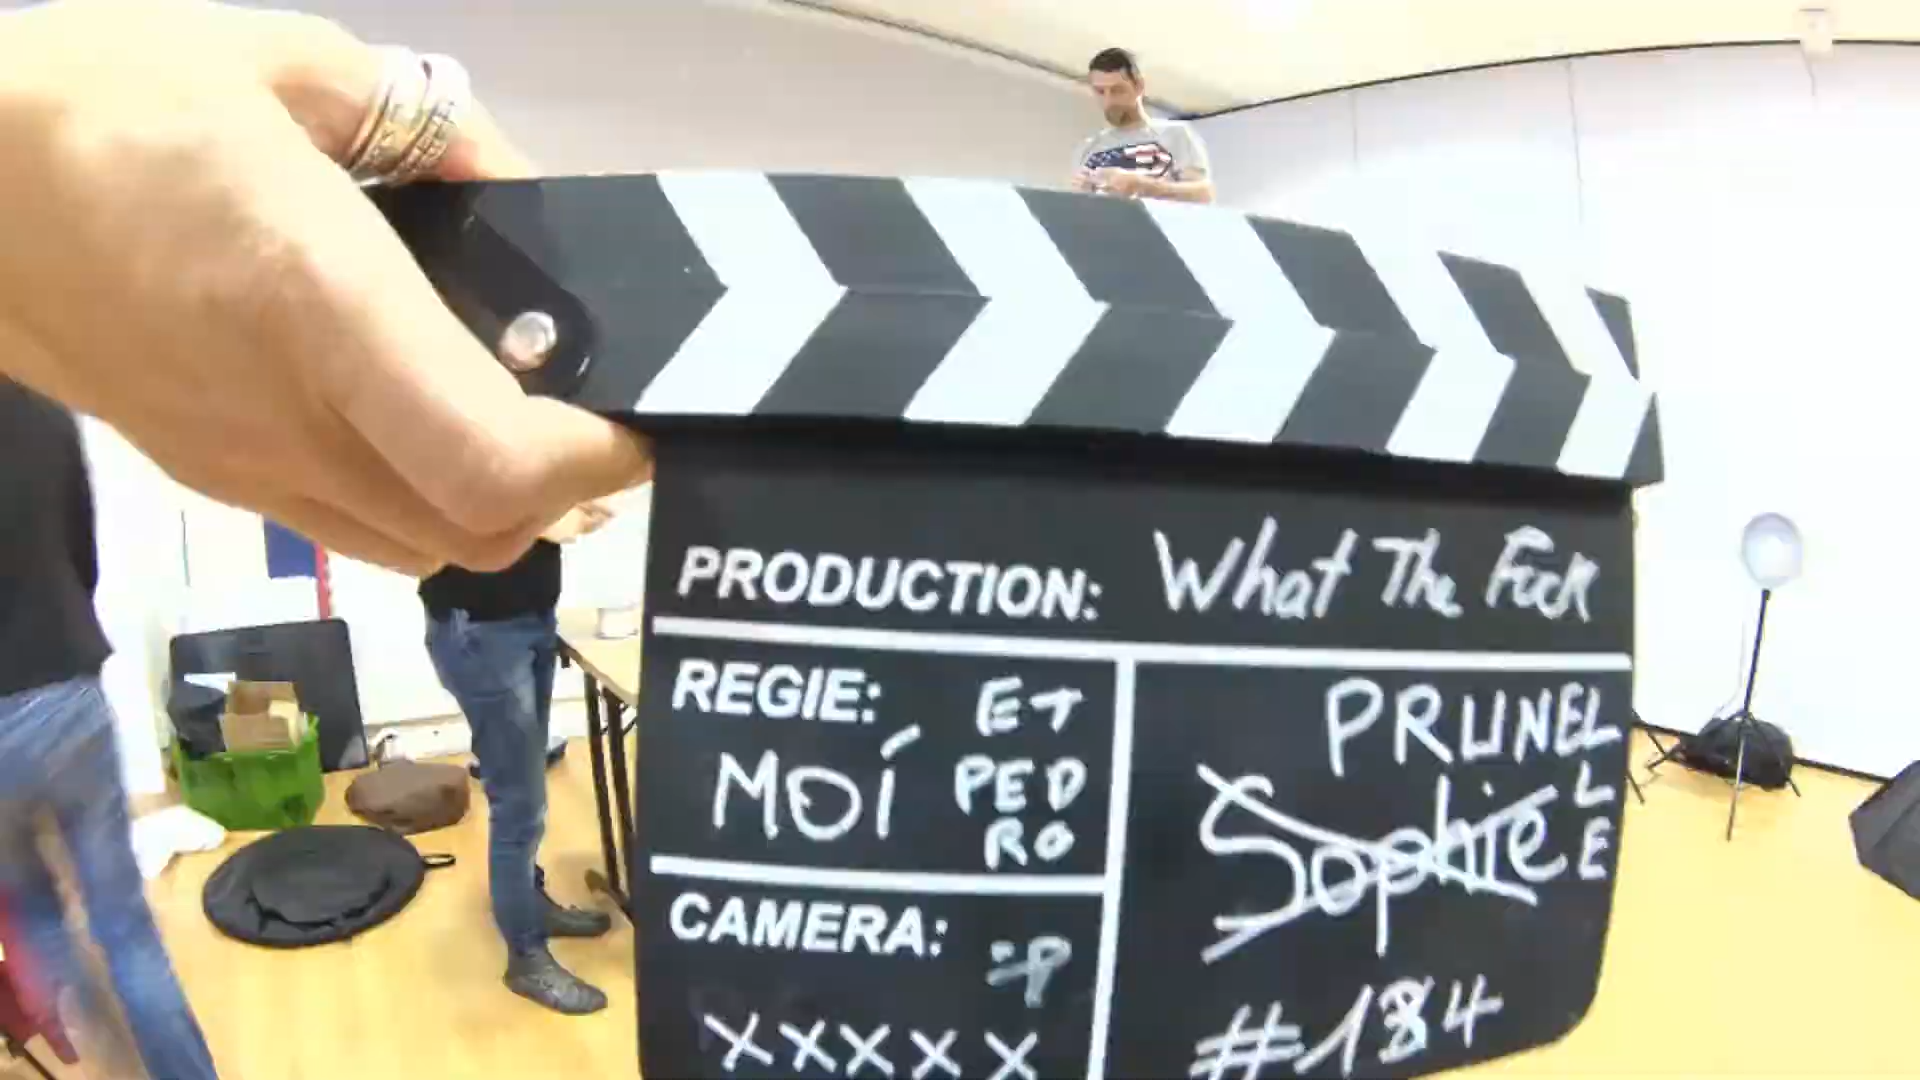 PRODUCTION: What The Fuck
REGIE: ET
MOÍ PED
RO
CAMERA: =P
XXXXX
PRUNEL
L
E
Sophie
#184